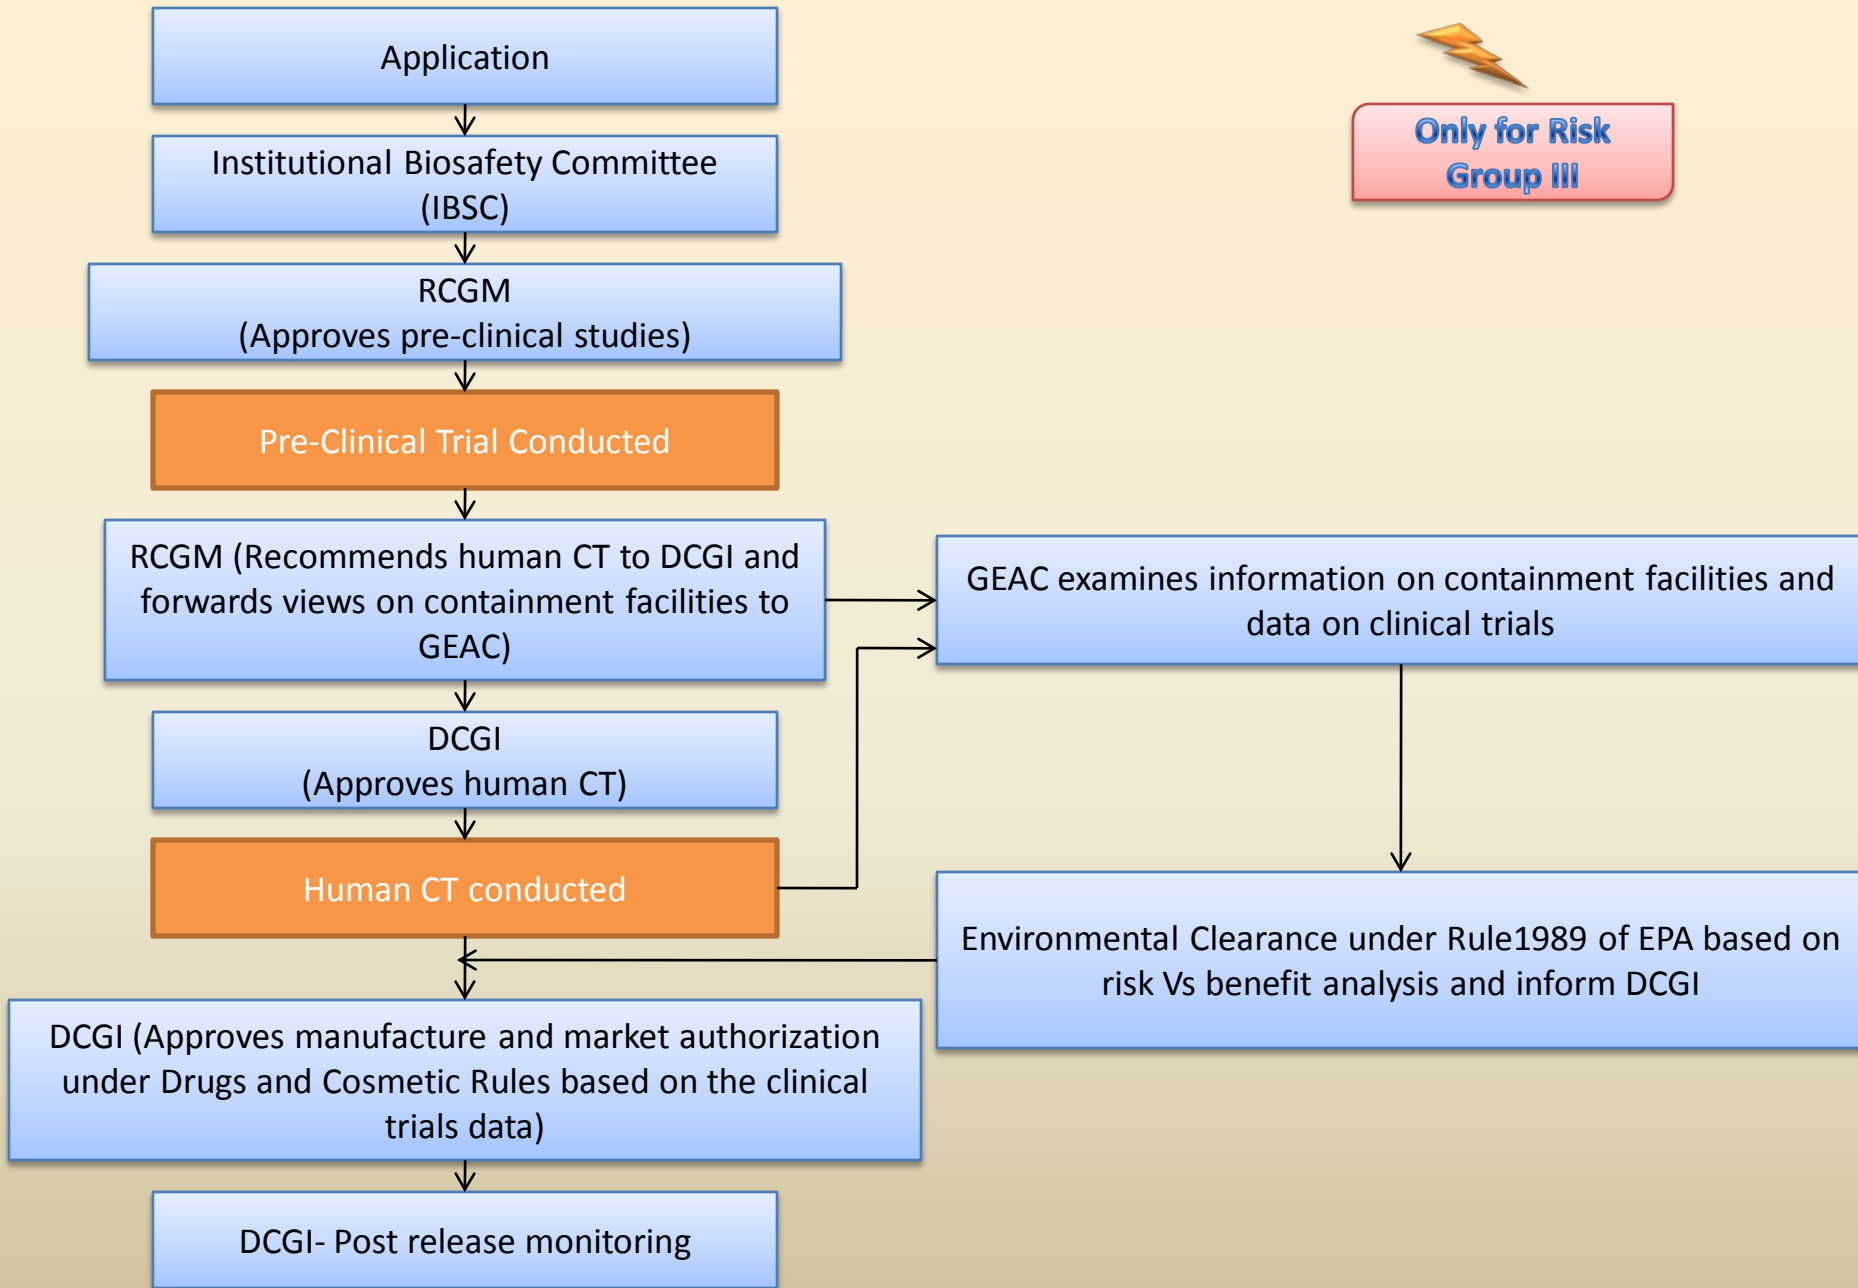 Application
Only for Risk
Group III
Institutional Biosafety Committee
(IBSC)
RCGM
(Approves pre-clinical studies)
Pre-Clinical Trial Conducted
RCGM (Recommends human CT to DCGI and
forwards views on containment facilities to
GEAC)
GEAC examines information on containment facilities and
data on clinical trials
DCGI
(Approves human CT)
Human CT conducted
Environmental Clearance under Rule1989 of EPA based on
risk Vs benefit analysis and inform DCGI
DCGI (Approves manufacture and market authorization
under Drugs and Cosmetic Rules based on the clinical
trials data)
DCGI- Post release monitoring